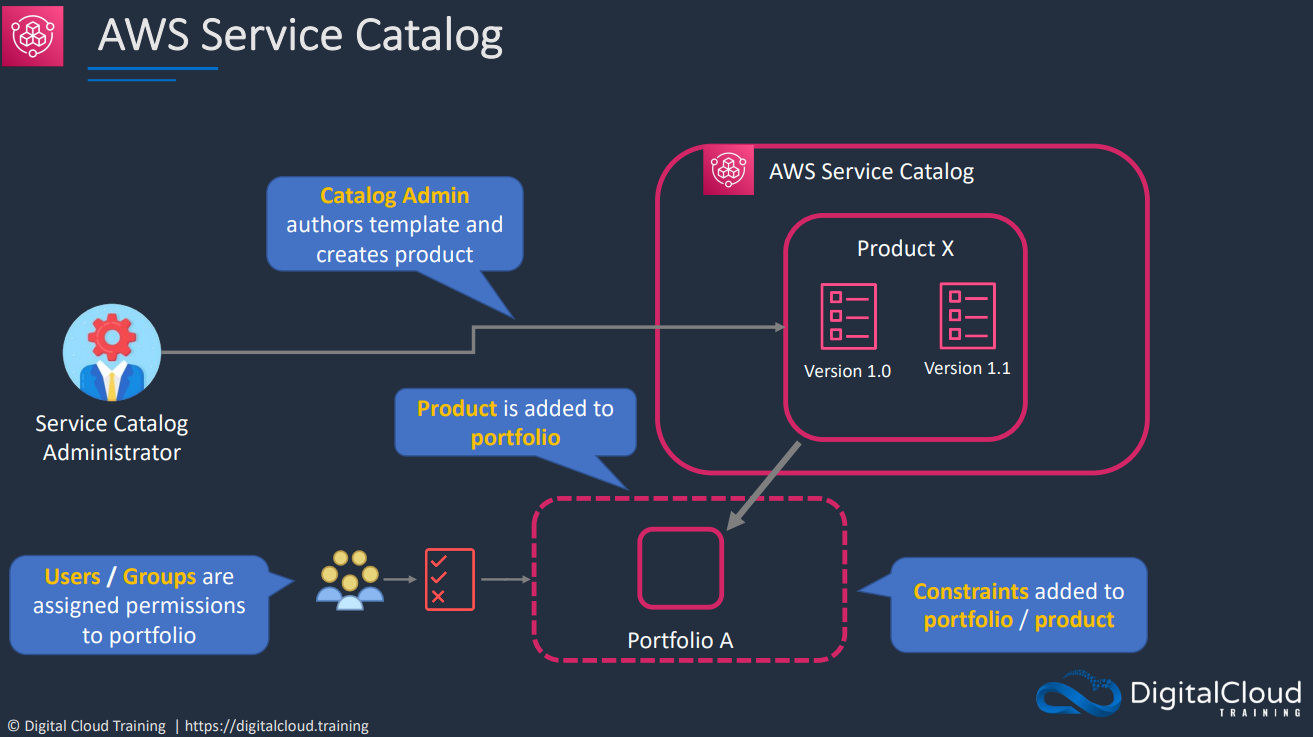 AWS Service Catalog
AWS Service Catalog
Catalog Admin
authors template and
creates product
Product X
Version 1.0
Version 1.1
Service Catalog
Administrator
Product is added to
portfolio
Users / Groups are
assigned permissions
to portfolio
Portfolio A
Constraints added to
portfolio / product
DigitalCloud
TRAINING
© Digital Cloud Training | https://digitalcloud.training